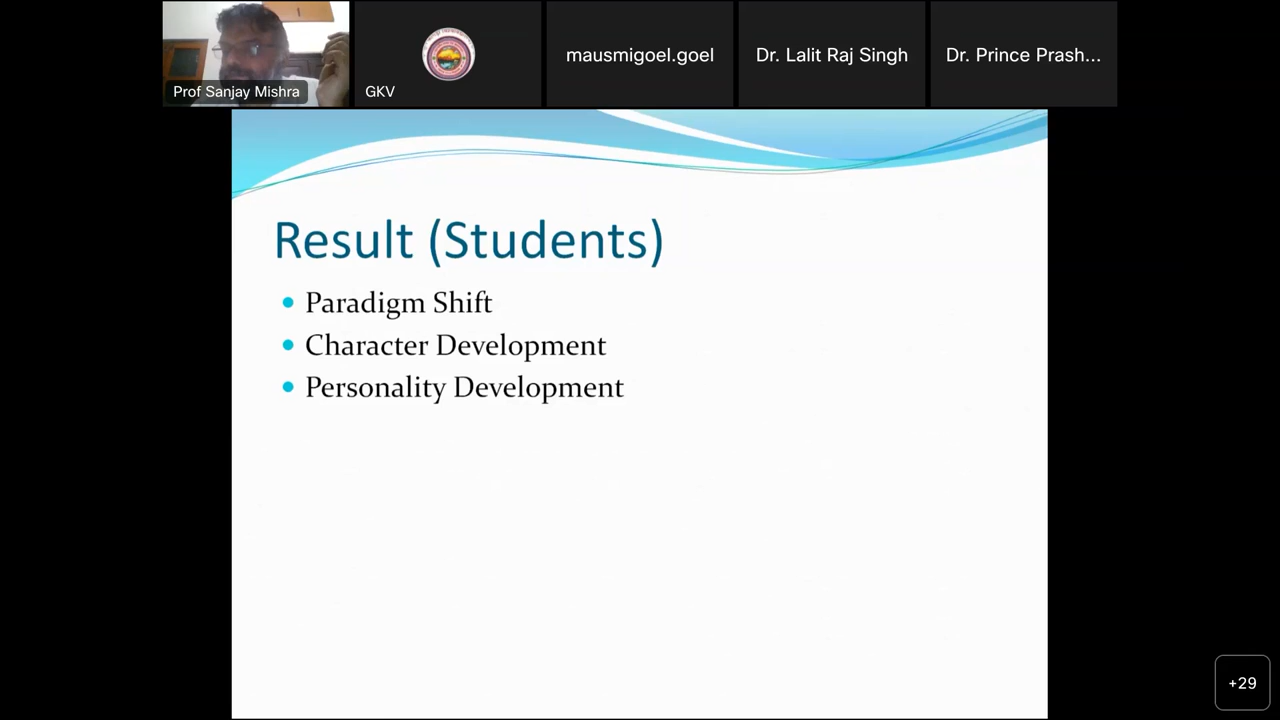 Prof Sanjay Mishra
GKV
mausmigoel.goel
Dr. Lalit Raj Singh
Dr. Prince Prash...
Result (Students)
Paradigm Shift
Character Development
Personality Development
+29